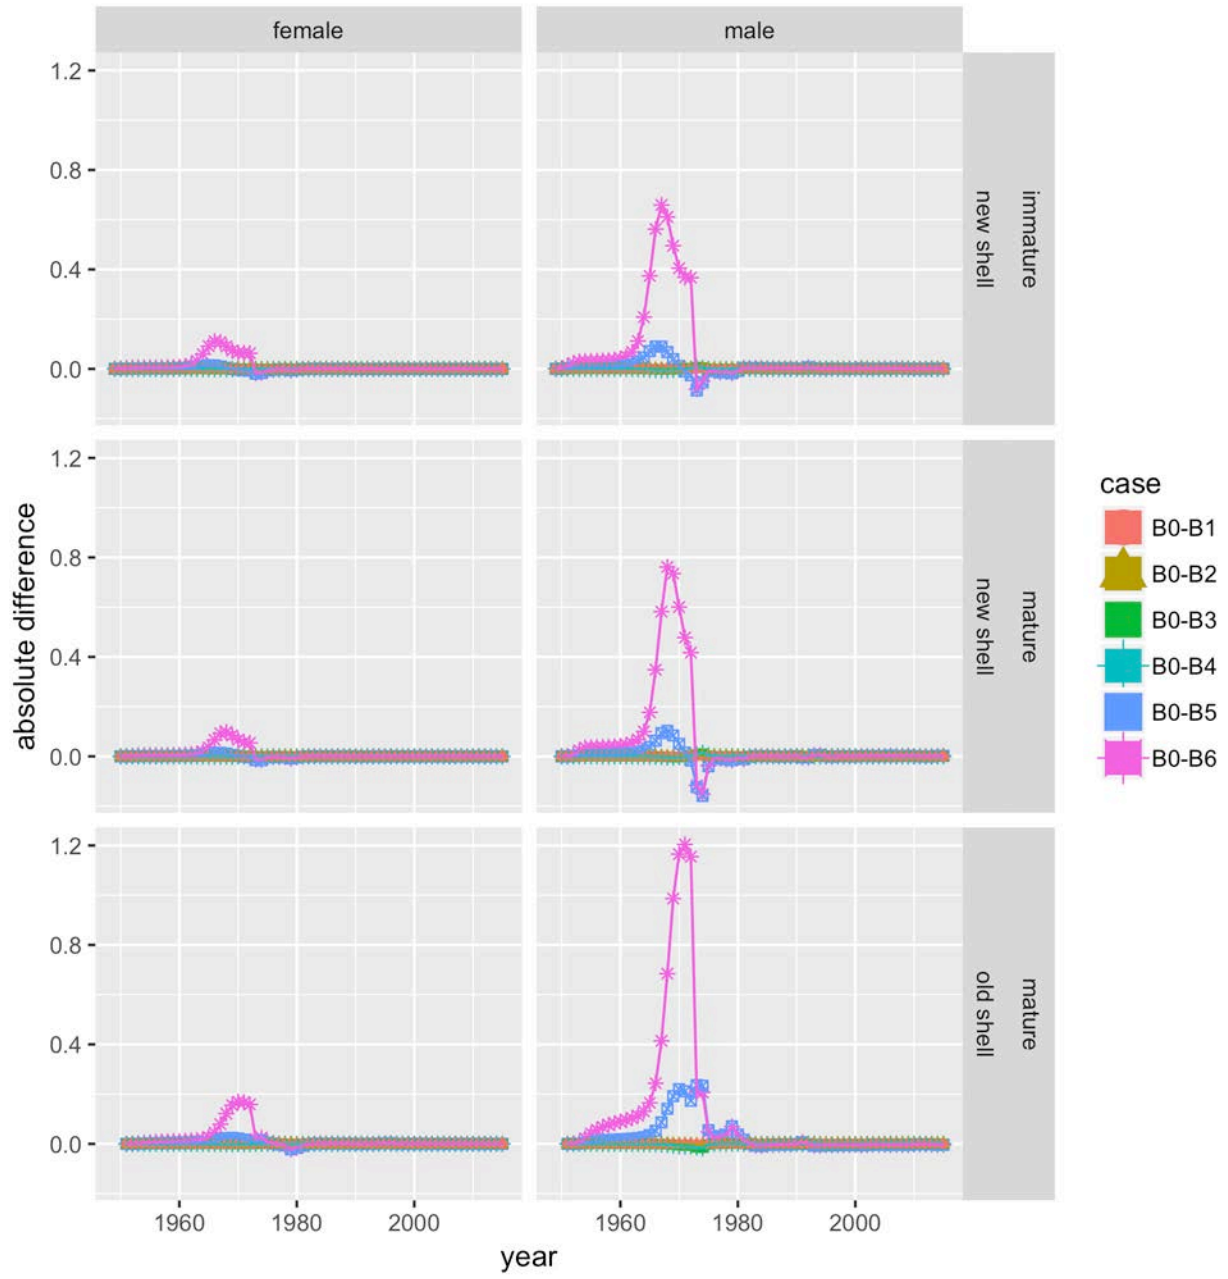 female
male
1.2
0.8
0.4
0.0
new shell
immature
1.2
0.8
0.4
0.0
new shell
mature
1.2
0.8
0.4
0.0
old shell
mature
absolute difference
1960
1980
2000
1960
1980
2000
year
case
B0-B1
B0-B2
B0-B3
B0-B4
B0-B5
B0-B6